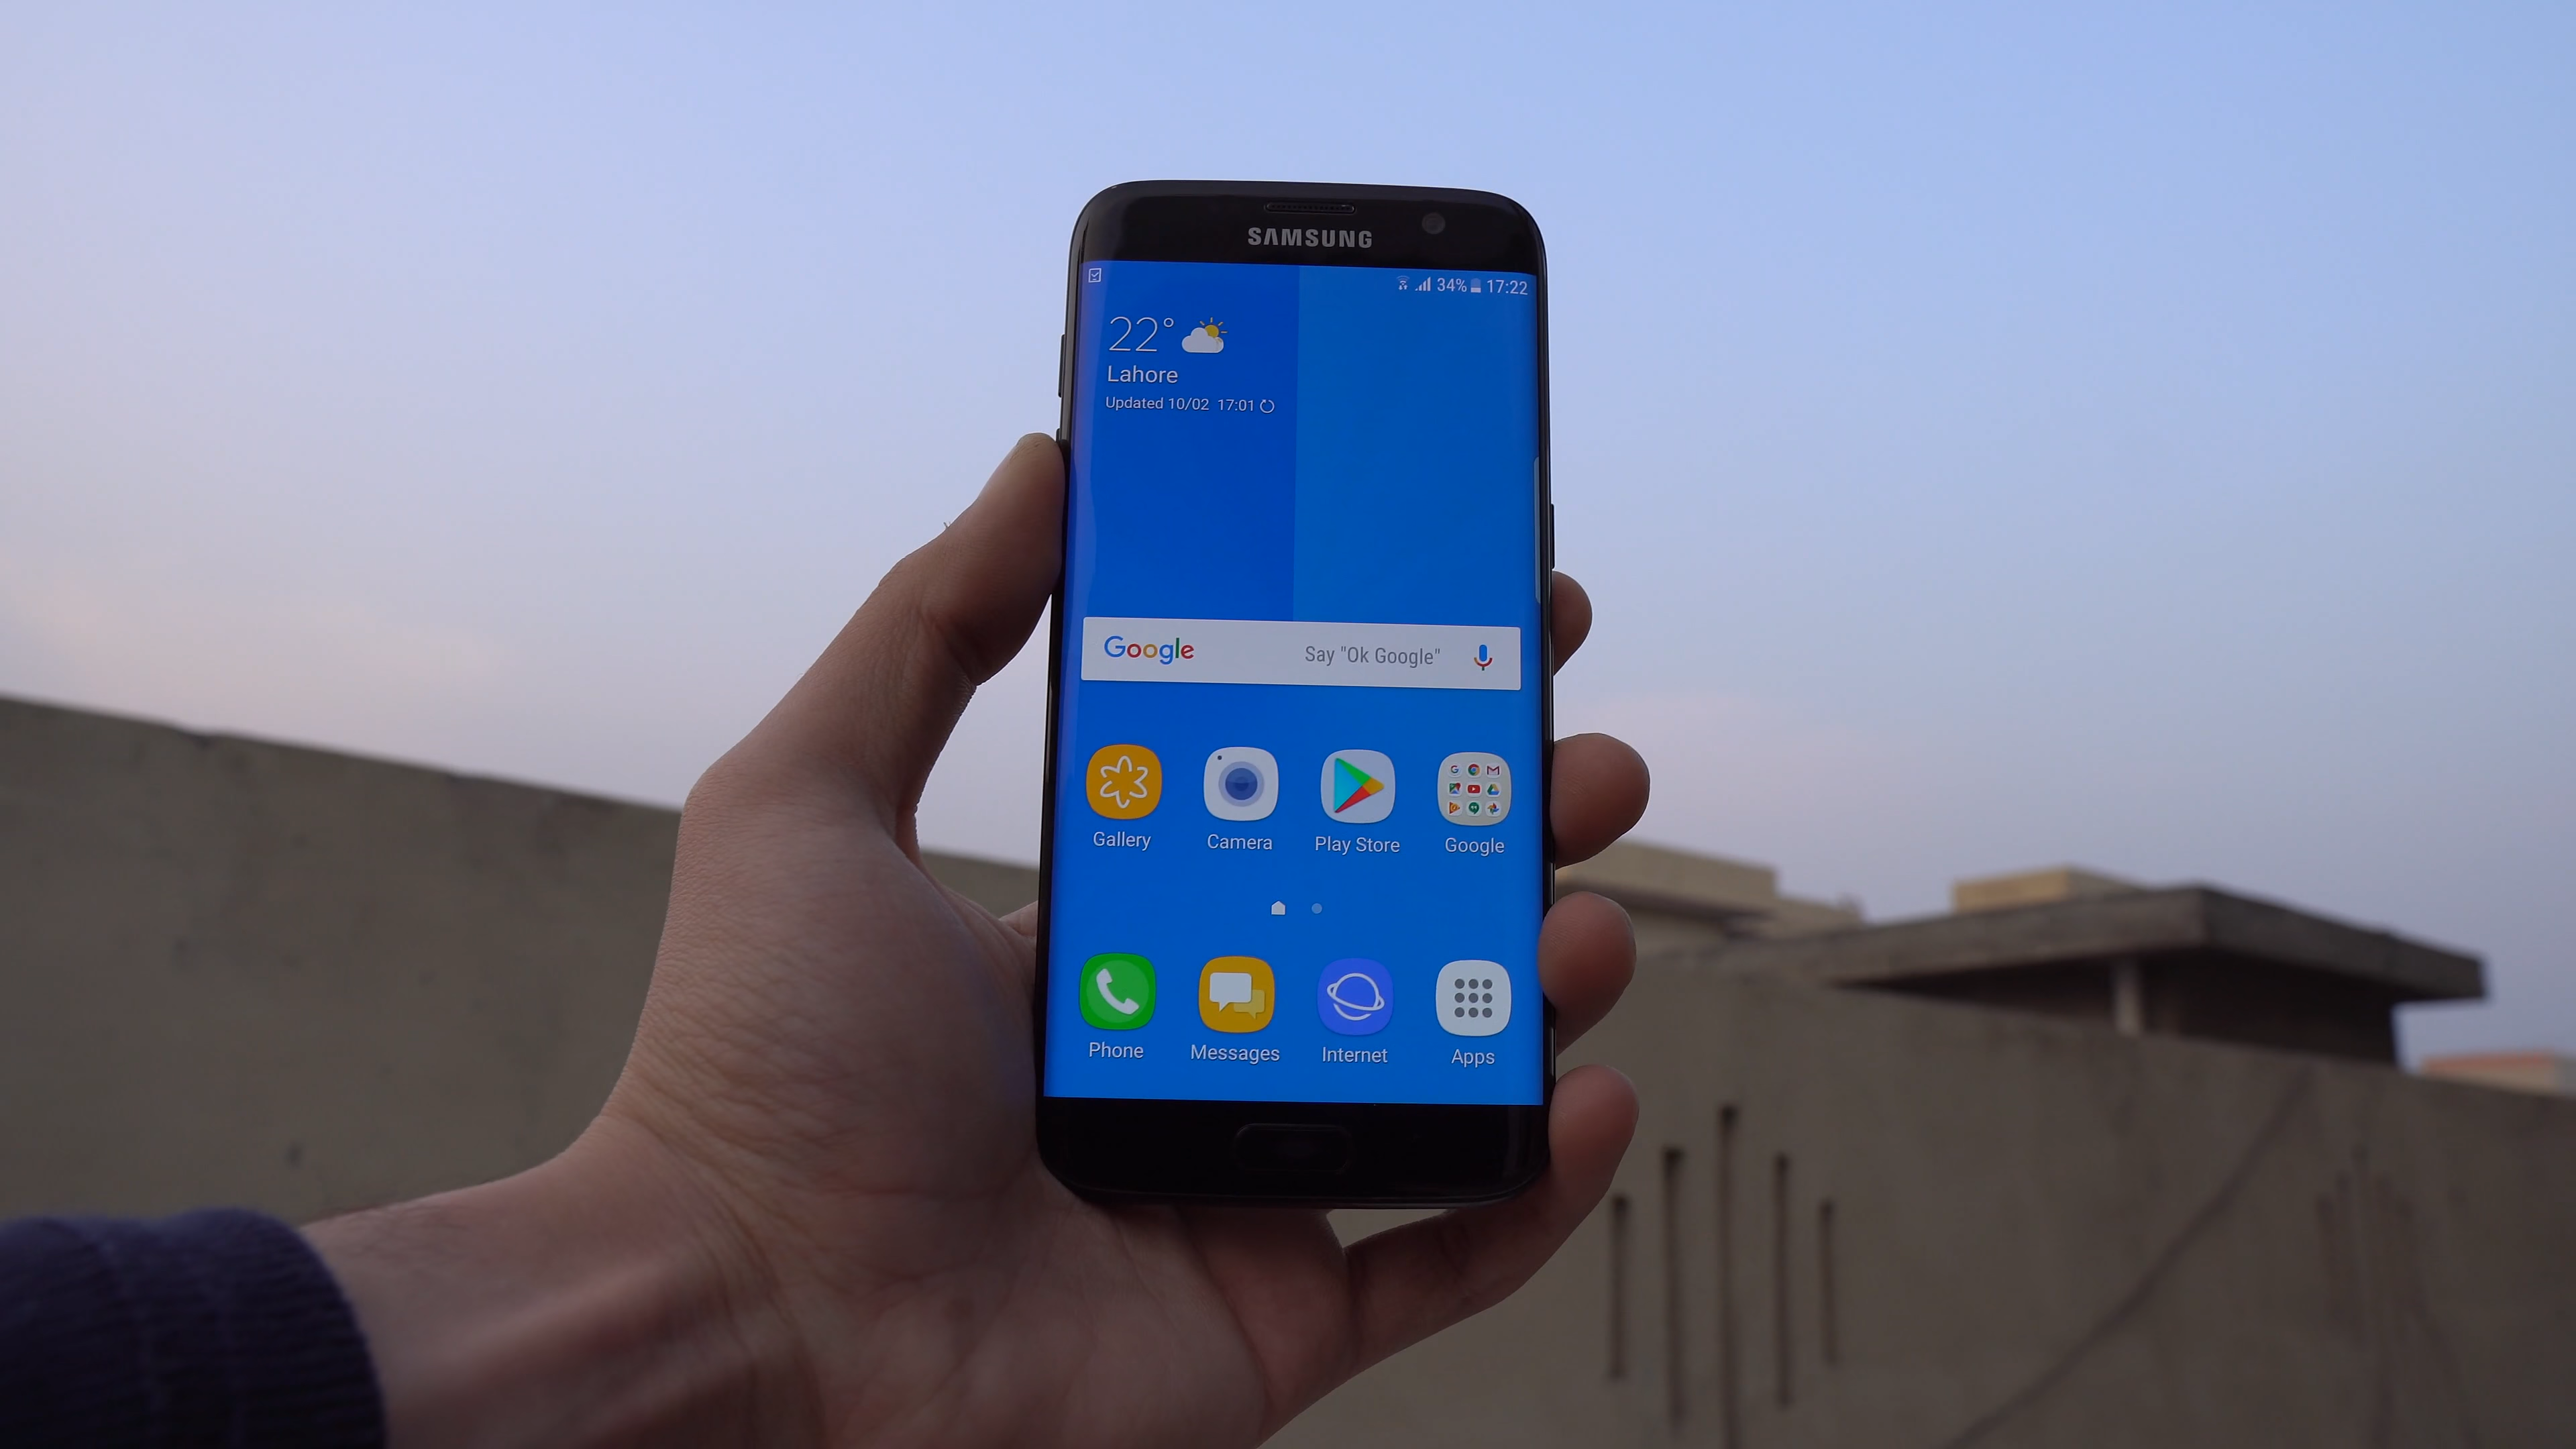 SAMSUNG
34% 17:22
22°
Lahore
Updated 10/02 17:01
Google Say "Ok Google"
Gallery Camera Play Store Google
Phone Messages Internet Apps